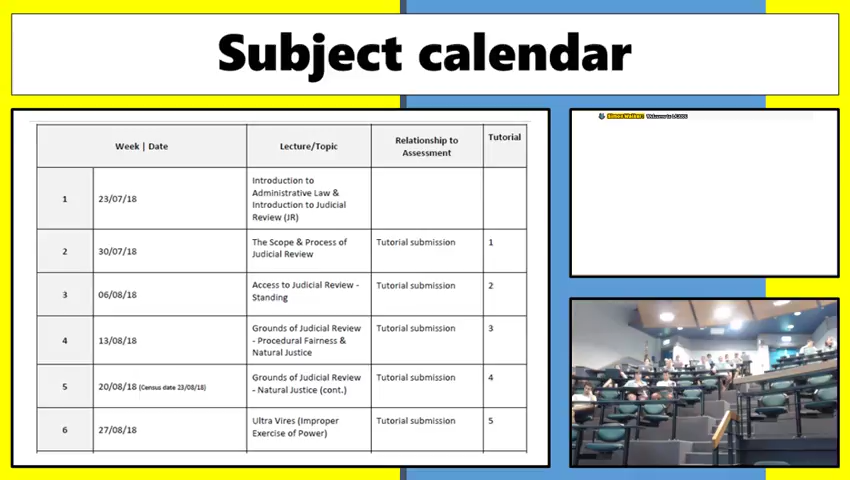 Subject calendar
Week | Date
Lecture/Topic
Relationship to
Assessment
Tutorial
1
23/07/18
Introduction to
Administrative Law &
Introduction to Judicial
Review (JR)
2
30/07/18
The Scope & Process of
Judicial Review
Tutorial submission
1
3
06/08/18
Access to Judicial Review -
Standing
Tutorial submission
2
4
13/08/18
Grounds of Judicial Review
- Procedural Fairness &
Natural Justice
Tutorial submission
3
5
20/08/18 (Census date 23/08/18)
Grounds of Judicial Review
- Natural Justice (cont.)
Tutorial submission
4
6
27/08/18
Ultra Vires (Improper
Exercise of Power)
Tutorial submission
5
Welcome to